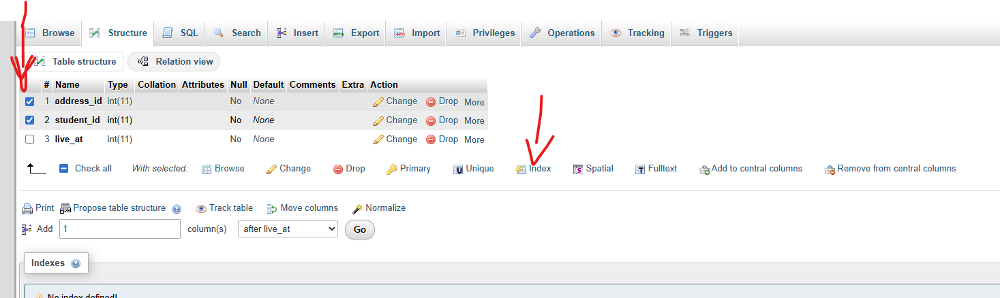 Browse Structure SQL Search Insert Export Import Privileges Operations Tracking Triggers
Table structure Relation view
# Name Type Collation Attributes Null Default Comments Extra Action
1 address_id int(11) No None Change Drop More
2 student_id int(11) No None Change Drop More
3 live_at int(11) No None Change Drop More
Check all With selected: Browse Change Drop Primary Unique Index Spatial Fulltext Add to central columns Remove from central columns
Print Propose table structure Track table Move columns Normalize
Add 1 column(s) after live_at Go
Indexes
No index defined!